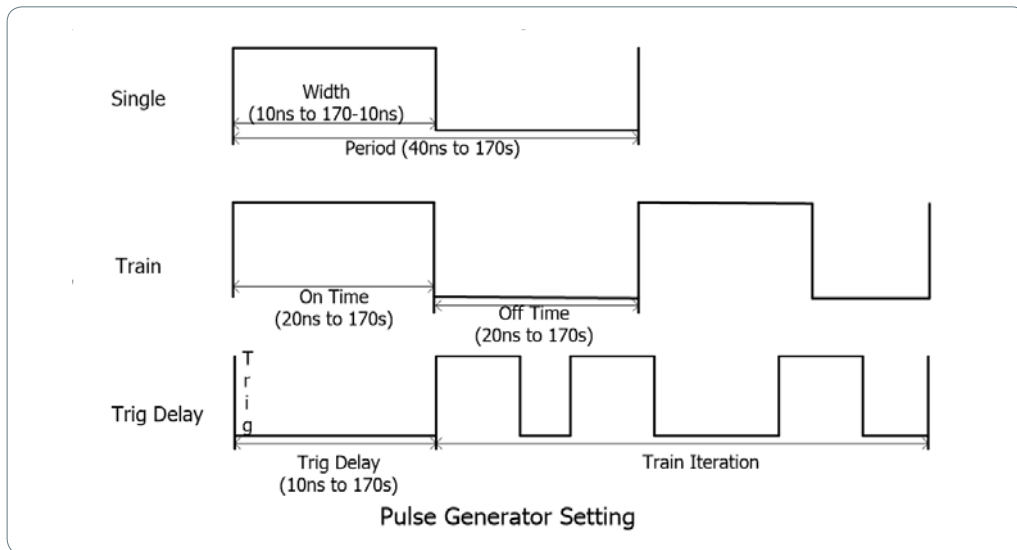 Single
Width
(10ns to 170-10ns)
Period (40ns to 170s)
Train
On Time
(20ns to 170s)
Off Time
(20ns to 170s)
Trig
Trig Delay
Trig Delay
(10ns to 170s)
Train Iteration
Pulse Generator Setting